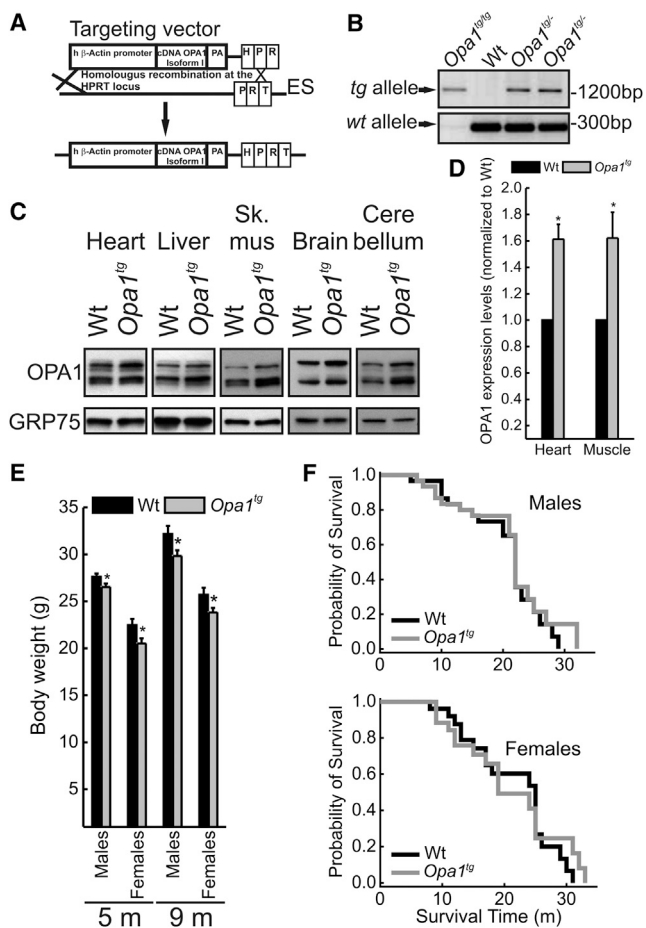 A
Targeting vector
h β-Actin promoter cDNA OPA1 Isoform I PA H P R
Homolougus recombination at the
HPRT locus
P R T
ES
h β-Actin promoter cDNA OPA1 Isoform I PA H P R T
B
Opa1tg/tg Wt Opa1tg/- Opa1tg/-
tg allele -1200bp
wt allele -300bp
C
Heart Liver Sk. mus Brain Cere bellum
Wt Opa1tg Wt Opa1tg Wt Opa1tg Wt Opa1tg Wt Opa1tg
OPA1
GRP75
D
Wt Opa1tg
OPA1 expression levels (normalized to Wt)
2.0
1.8
1.6
1.4
1.2
1.0
0.8
0.6
0.4
0.2
* *
Heart Muscle
E
Wt Opa1tg
Body weight (g)
35
30
25
20
15
10
5
* * * *
Males Females Males Females
5 m 9 m
F
Probability of Survival
1.0
0.8
0.6
0.4
0.2
0.0
Males
Wt
Opa1tg
0 10 20 30
Probability of Survival
1.0
0.8
0.6
0.4
0.2
0.0
Females
Wt
Opa1tg
0 10 20 30
Survival Time (m)